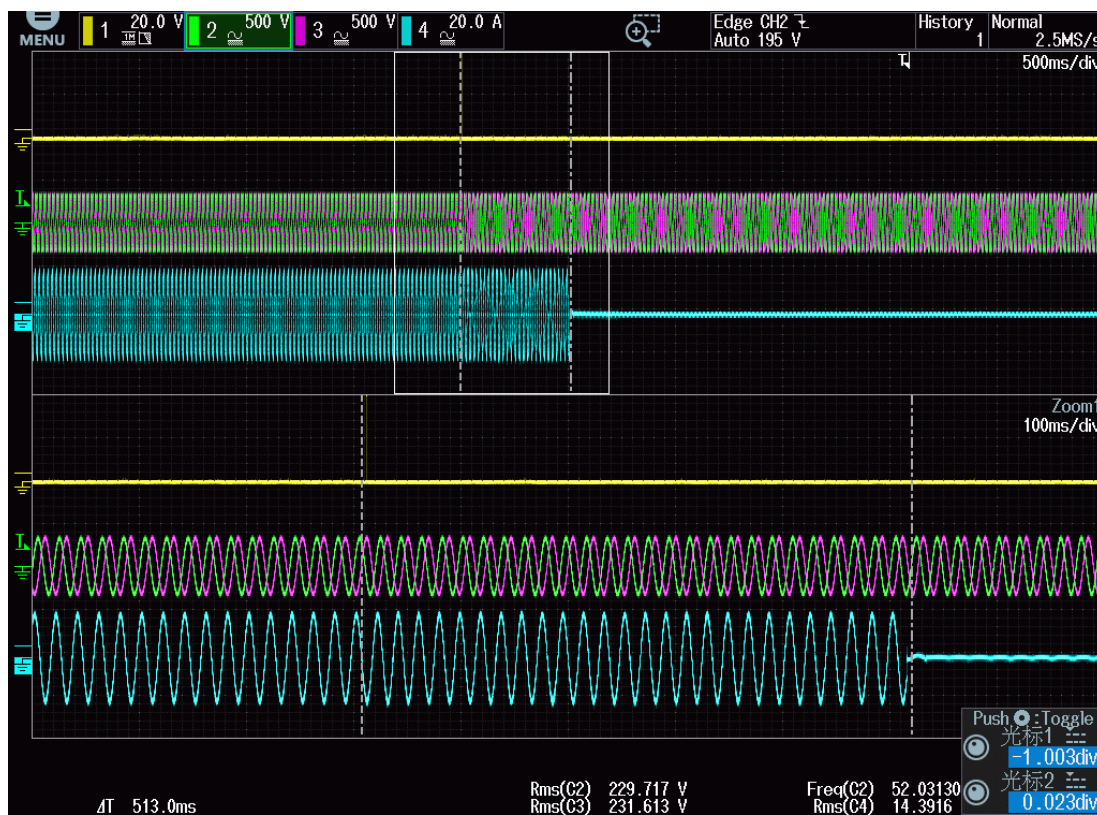 MENU
1 20.0 V 1M
2 500 V
3 500 V
4 20.0 A
Edge CH2
Auto 195 V
History 1
Normal
2.5MS/s
500ms/div
T
T
Zoom1
100ms/div
T
Push :Toggle
光标1
-1.003div
光标2
0.023div
ΔT 513.0ms
Rms(C2) 229.717 V
Rms(C3) 231.613 V
Freq(C2) 52.03130
Rms(C4) 14.3916